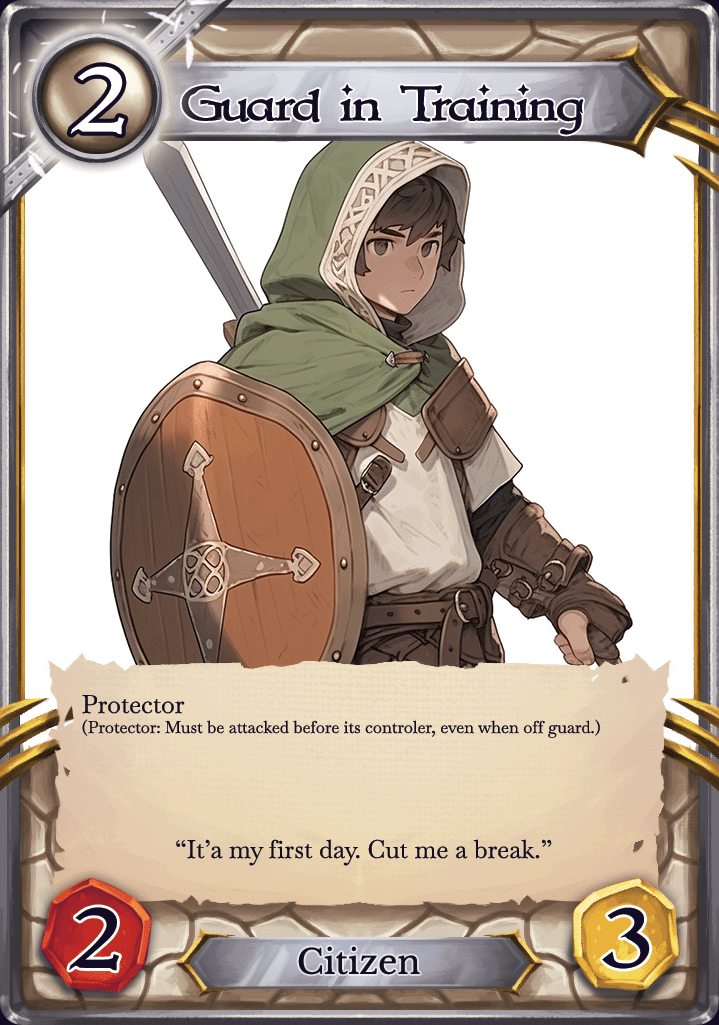 2
Guard in Training
Protector
(Protector: Must be attacked before its controler, even when off guard.)
“It’a my first day. Cut me a break.”
2
Citizen
3